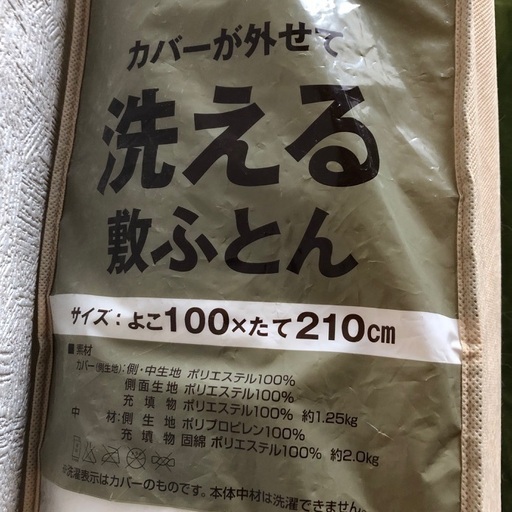 カバーが外せて
洗える
敷ふとん
サイズ：よこ100×たて210cm
■素材
カバー(側生地)：側・中生地 ポリエステル100%
側面生地 ポリエステル100%
充填物 ポリエステル100% 約1.25kg
中材：側生地 ポリプロピレン100%
充填物 固綿 ポリエステル100% 約2.0kg
※洗濯表示はカバーのものです。本体中材は洗濯できません。